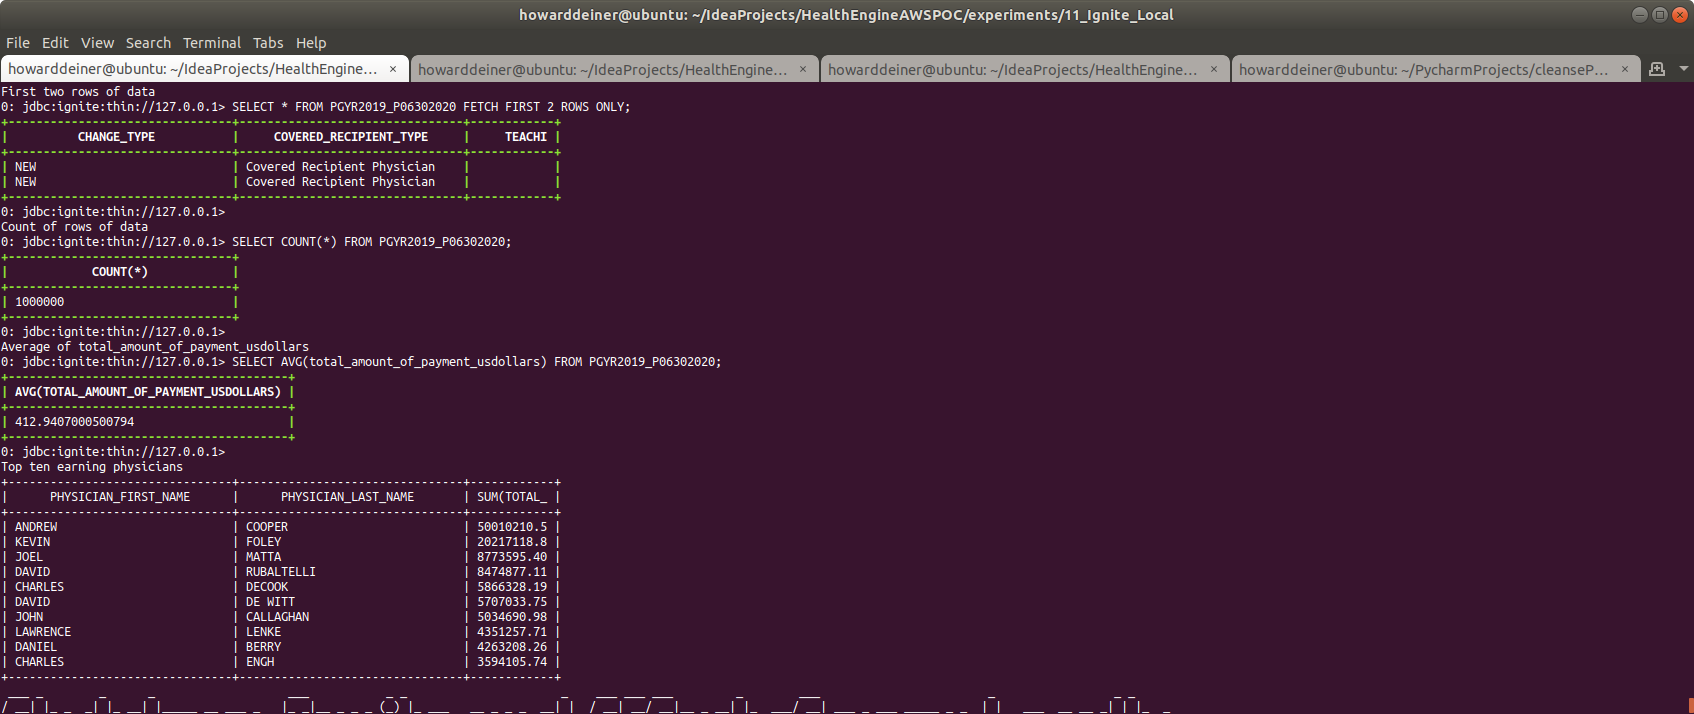 howarddeiner@ubuntu: ~/IdeaProjects/HealthEngineAWSPOC/experiments/11_Ignite_Local
File Edit View Search Terminal Tabs Help
howarddeiner@ubuntu: ~/IdeaProjects/HealthEngine... × howarddeiner@ubuntu: ~/IdeaProjects/HealthEngine... × howarddeiner@ubuntu: ~/IdeaProjects/HealthEngine... × howarddeiner@ubuntu: ~/PycharmProjects/cleanseP... ×
First two rows of data
0: jdbc:ignite:thin://127.0.0.1> SELECT * FROM PGYR2019_P06302020 FETCH FIRST 2 ROWS ONLY;
+--------------------------------+--------------------------------+------------+
| CHANGE_TYPE | COVERED_RECIPIENT_TYPE | TEACHI |
+--------------------------------+--------------------------------+------------+
| NEW | Covered Recipient Physician | |
| NEW | Covered Recipient Physician | |
+--------------------------------+--------------------------------+------------+
0: jdbc:ignite:thin://127.0.0.1>
Count of rows of data
0: jdbc:ignite:thin://127.0.0.1> SELECT COUNT(*) FROM PGYR2019_P06302020;
+--------------------------------+
| COUNT(*) |
+--------------------------------+
| 1000000 |
+--------------------------------+
0: jdbc:ignite:thin://127.0.0.1>
Average of total_amount_of_payment_usdollars
0: jdbc:ignite:thin://127.0.0.1> SELECT AVG(total_amount_of_payment_usdollars) FROM PGYR2019_P06302020;
+----------------------------------------+
| AVG(TOTAL_AMOUNT_OF_PAYMENT_USDOLLARS) |
+----------------------------------------+
| 412.9407000500794 |
+----------------------------------------+
0: jdbc:ignite:thin://127.0.0.1>
Top ten earning physicians
+--------------------------------+--------------------------------+------------+
| PHYSICIAN_FIRST_NAME | PHYSICIAN_LAST_NAME | SUM(TOTAL_ |
+--------------------------------+--------------------------------+------------+
| ANDREW | COOPER | 50010210.5 |
| KEVIN | FOLEY | 20217118.8 |
| JOEL | MATTA | 8773595.40 |
| DAVID | RUBALTELLI | 8474877.11 |
| CHARLES | DECOOK | 5866328.19 |
| DAVID | DE WITT | 5707033.75 |
| JOHN | CALLAGHAN | 5034690.98 |
| LAWRENCE | LENKE | 4351257.71 |
| DANIEL | BERRY | 4263208.26 |
| CHARLES | ENGH | 3594105.74 |
+--------------------------------+--------------------------------+------------+